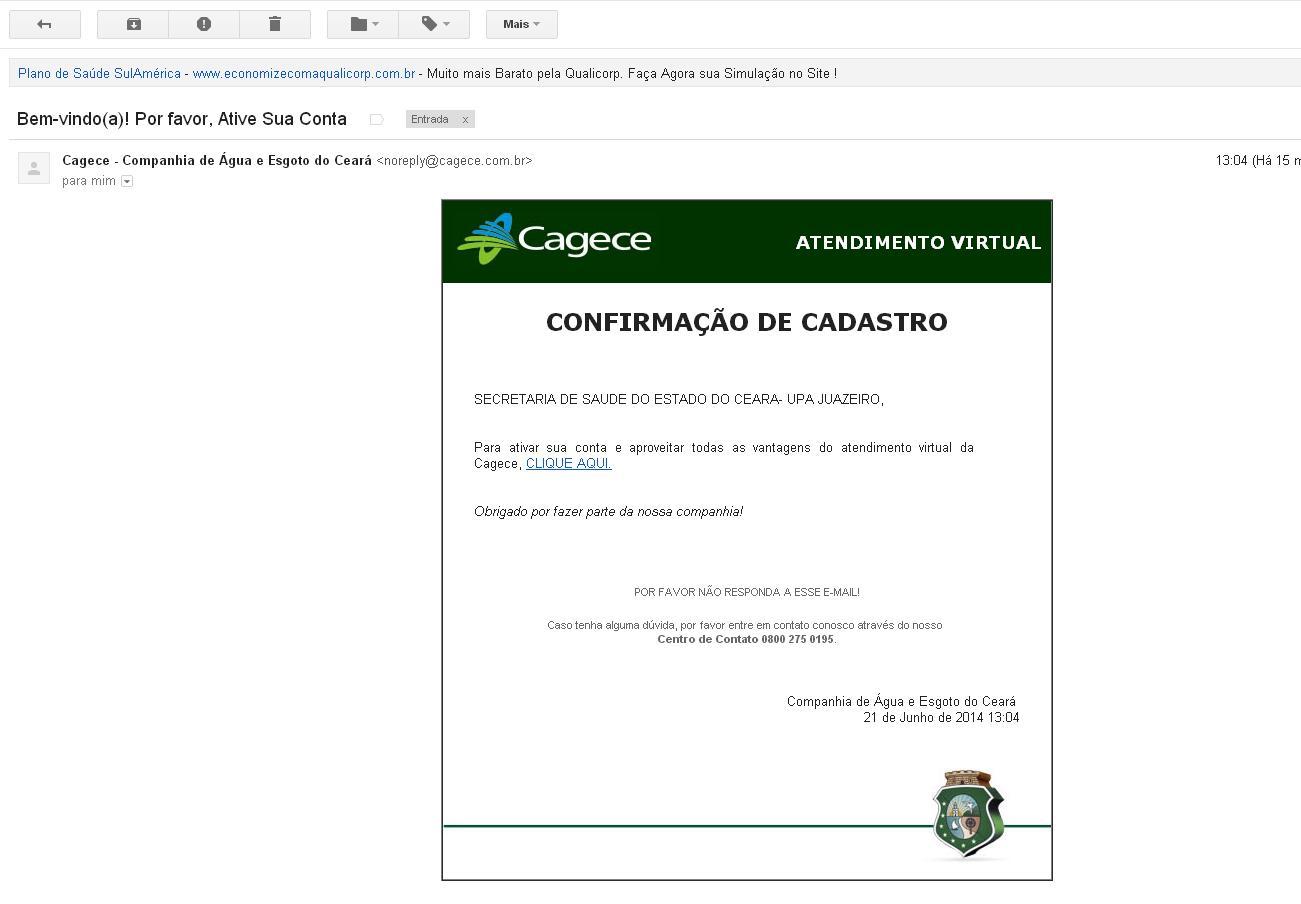 Mais
Plano de Saúde SulAmérica - www.economizecomaqualicorp.com.br - Muito mais Barato pela Qualicorp. Faça Agora sua Simulação no Site !
Bem-vindo(a)! Por favor, Ative Sua Conta
Entrada x
Cagece - Companhia de Água e Esgoto do Ceará <noreply@cagece.com.br>
13:04 (Há 15 m
para mim
Cagece
ATENDIMENTO VIRTUAL
CONFIRMAÇÃO DE CADASTRO
SECRETARIA DE SAUDE DO ESTADO DO CEARA- UPA JUAZEIRO,
Para ativar sua conta e aproveitar todas as vantagens do atendimento virtual da
Cagece, CLIQUE AQUI.
Obrigado por fazer parte da nossa companhia!
POR FAVOR NÃO RESPONDA A ESSE E-MAIL!
Caso tenha alguma dúvida, por favor entre em contato conosco através do nosso
Centro de Contato 0800 275 0195.
Companhia de Água e Esgoto do Ceará
21 de Junho de 2014 13:04